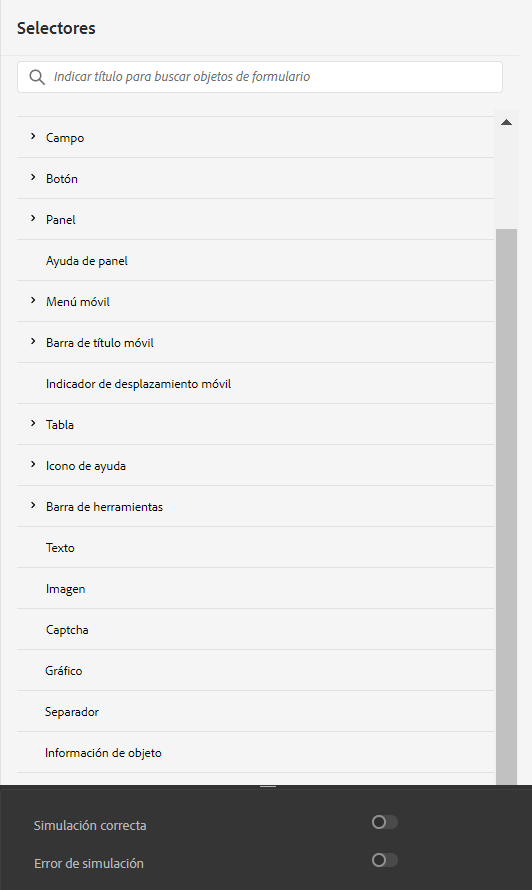 Selectores
Indicar título para buscar objetos de formulario
Campo
Botón
Panel
Ayuda de panel
Menú móvil
Barra de título móvil
Indicador de desplazamiento móvil
Tabla
Icono de ayuda
Barra de herramientas
Texto
Imagen
Captcha
Gráfico
Separador
Información de objeto
Simulación correcta
Error de simulación